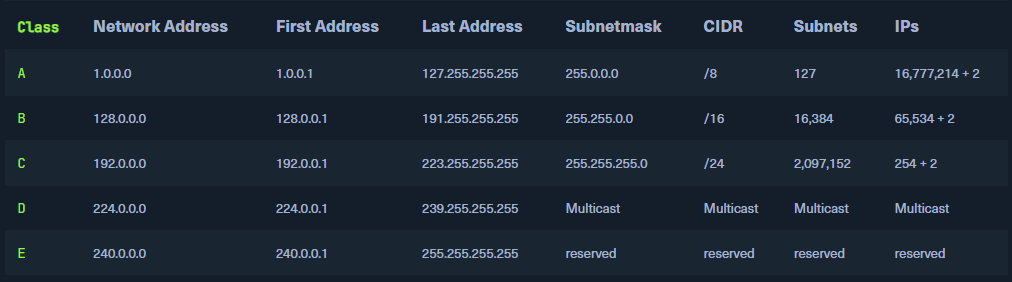 Class Network Address First Address Last Address Subnetmask CIDR Subnets IPs
A 1.0.0.0 1.0.0.1 127.255.255.255 255.0.0.0 /8 127 16,777,214 + 2
B 128.0.0.0 128.0.0.1 191.255.255.255 255.255.0.0 /16 16,384 65,534 + 2
C 192.0.0.0 192.0.0.1 223.255.255.255 255.255.255.0 /24 2,097,152 254 + 2
D 224.0.0.0 224.0.0.1 239.255.255.255 Multicast Multicast Multicast Multicast
E 240.0.0.0 240.0.0.1 255.255.255.255 reserved reserved reserved reserved